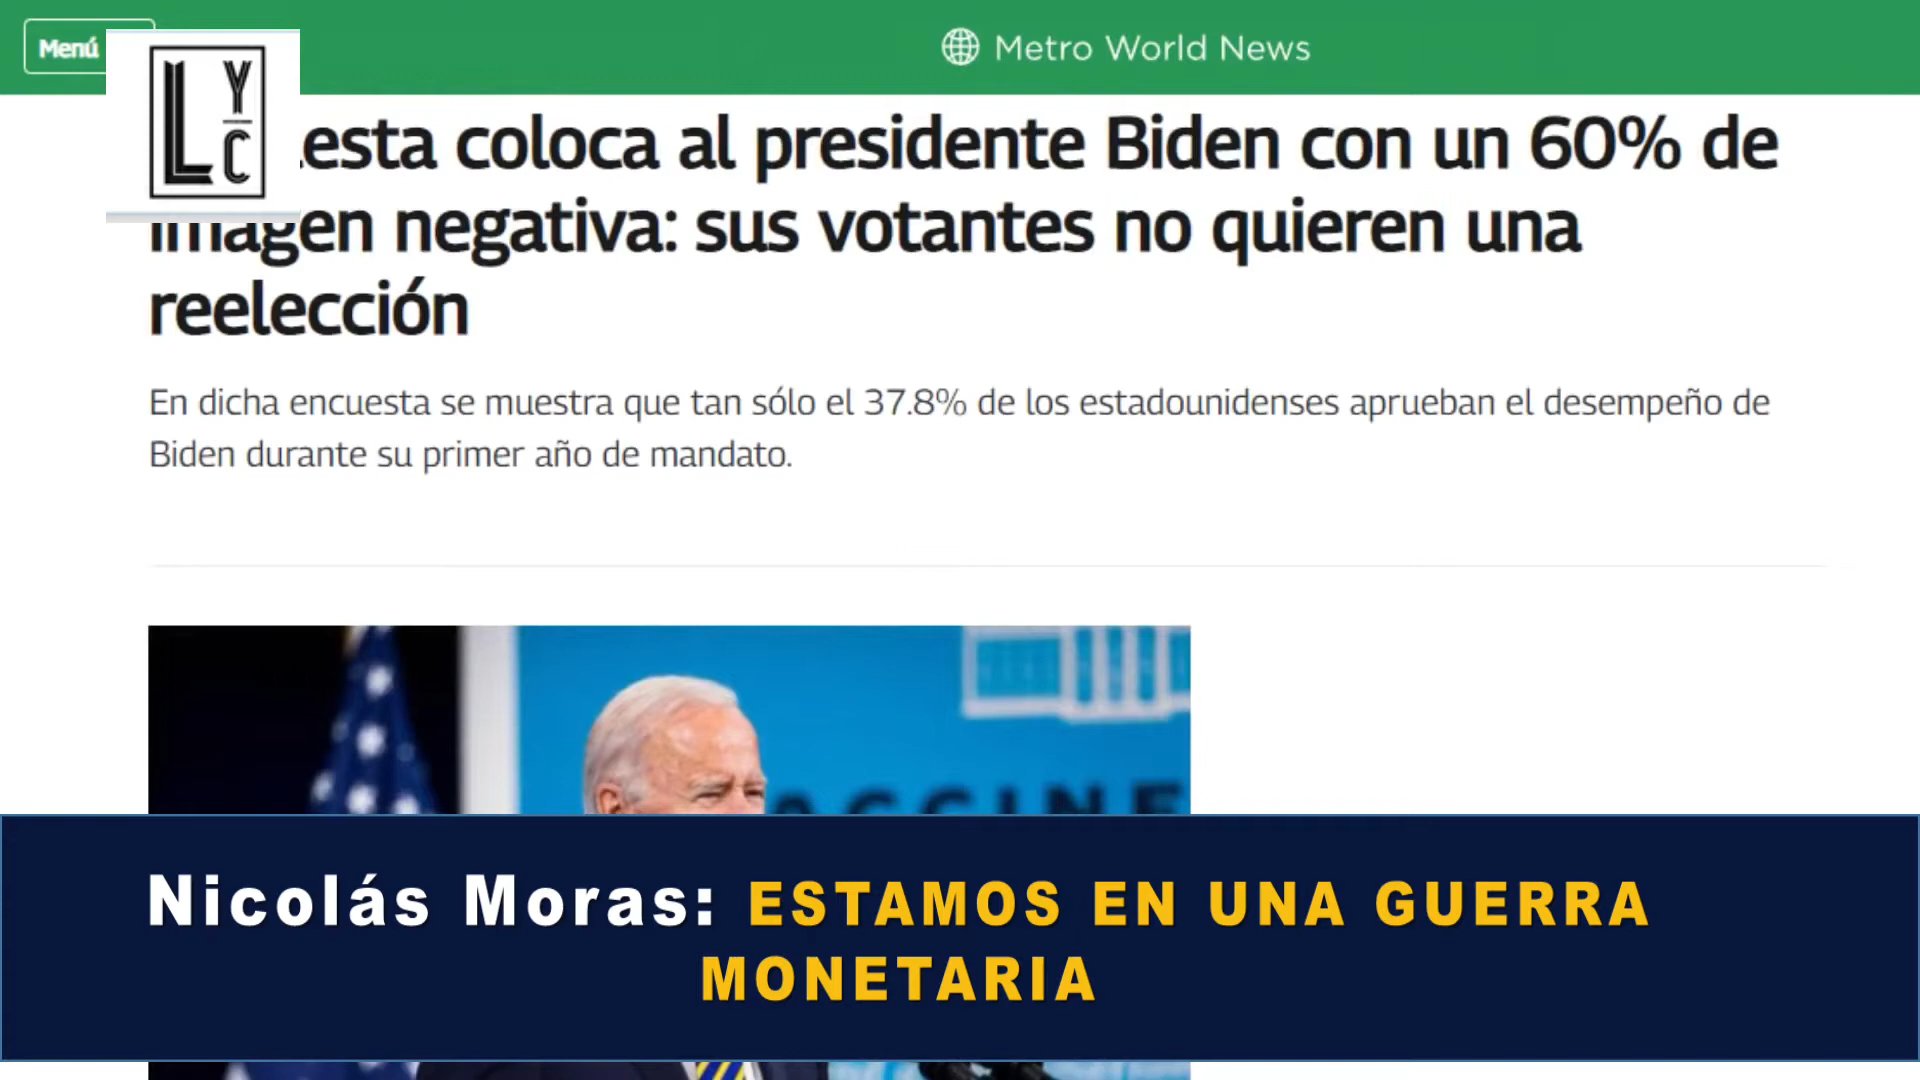 Menú
Metro World News
L Y C
esta coloca al presidente Biden con un 60% de
imagen negativa: sus votantes no quieren una
reelección
En dicha encuesta se muestra que tan sólo el 37.8% de los estadounidenses aprueban el desempeño de
Biden durante su primer año de mandato.
ACCINE
Nicolás Moras: ESTAMOS EN UNA GUERRA
MONETARIA